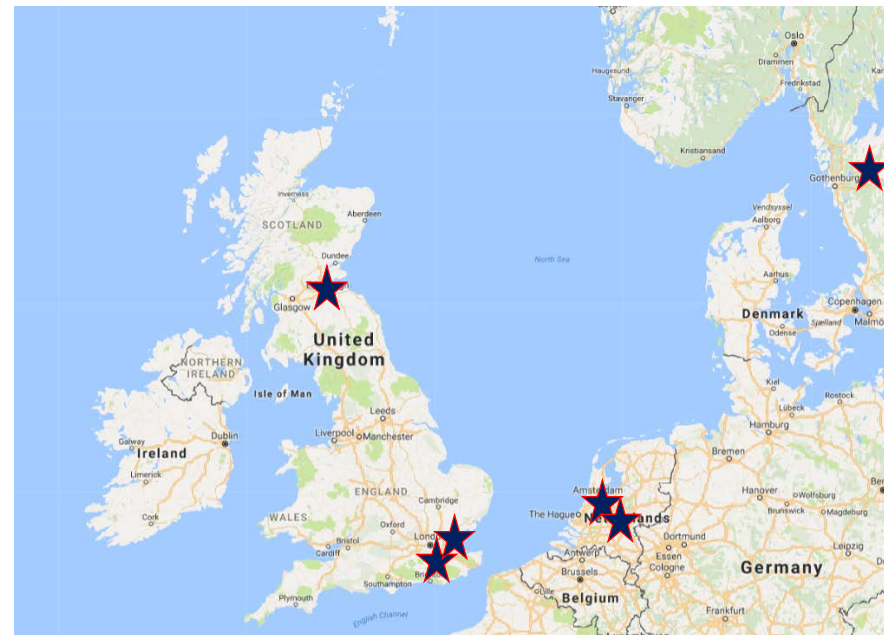 Oslo
Drammen
Fredrikstad
Haugesund
Stavanger
Kristiansand
Gothenburg
Inverness
Aberdeen
SCOTLAND
Vendsyssel
Aalborg
Dundee
North Sea
Glasgow
Aarhus
Copenhagen
Denmark
Malmö
Odense
Sjælland
United
Kingdom
NORTHERN
IRELAND
Isle of Man
Kiel
Rostock
Leeds
Lübeck
Hamburg
Dublin
Liverpool
Manchester
Galway
Ireland
Bremen
Limerick
ENGLAND
Hanover
Wolfsburg
Cambridge
Brunswick
Magdeburg
The Hague
Cork
WALES
Oxford
Dortmund
Leipzig
Bristol
Cardiff
Antwerp
Essen
Cologne
Germany
Southampton
Brussels
Lille
Belgium
Plymouth
English Channel
Frankfurt